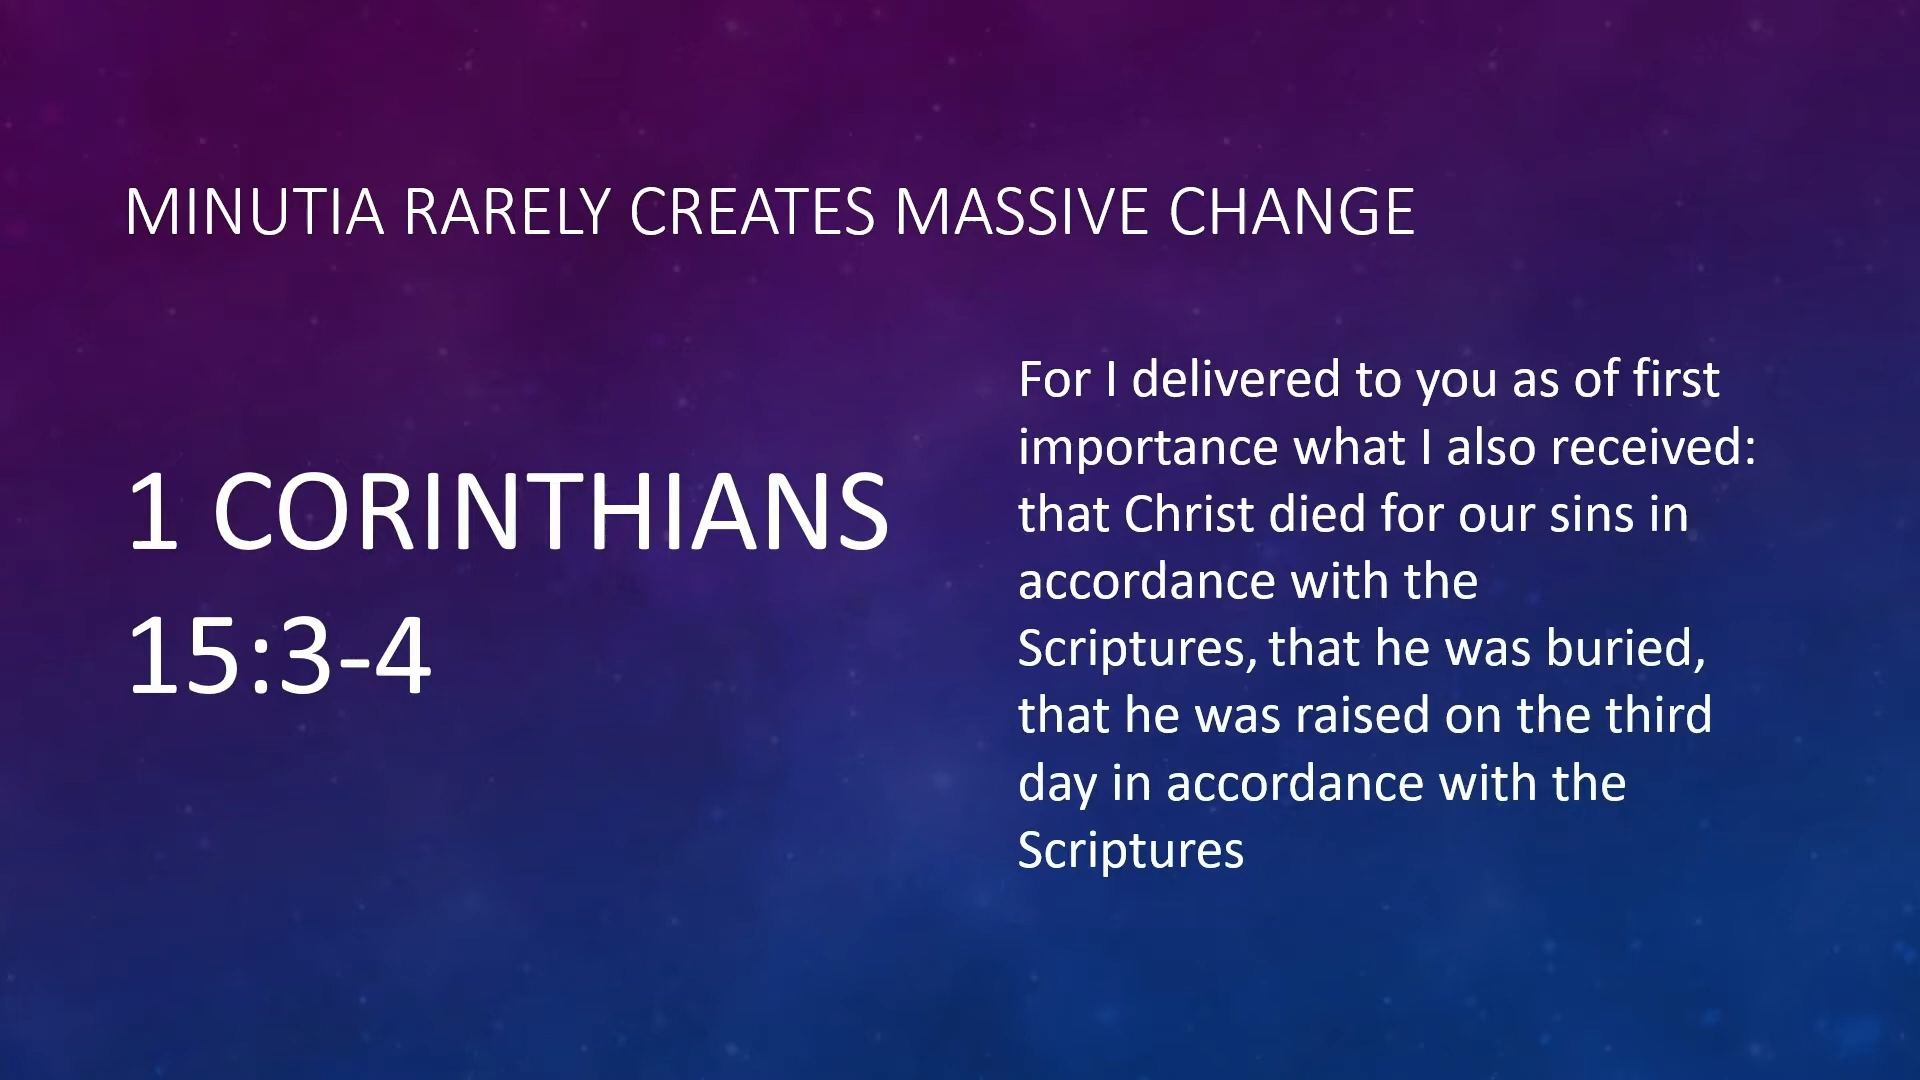 MINUTIA RARELY CREATES MASSIVE CHANGE
1 CORINTHIANS
15:3-4
For I delivered to you as of first
importance what I also received:
that Christ died for our sins in
accordance with the
Scriptures, that he was buried,
that he was raised on the third
day in accordance with the
Scriptures